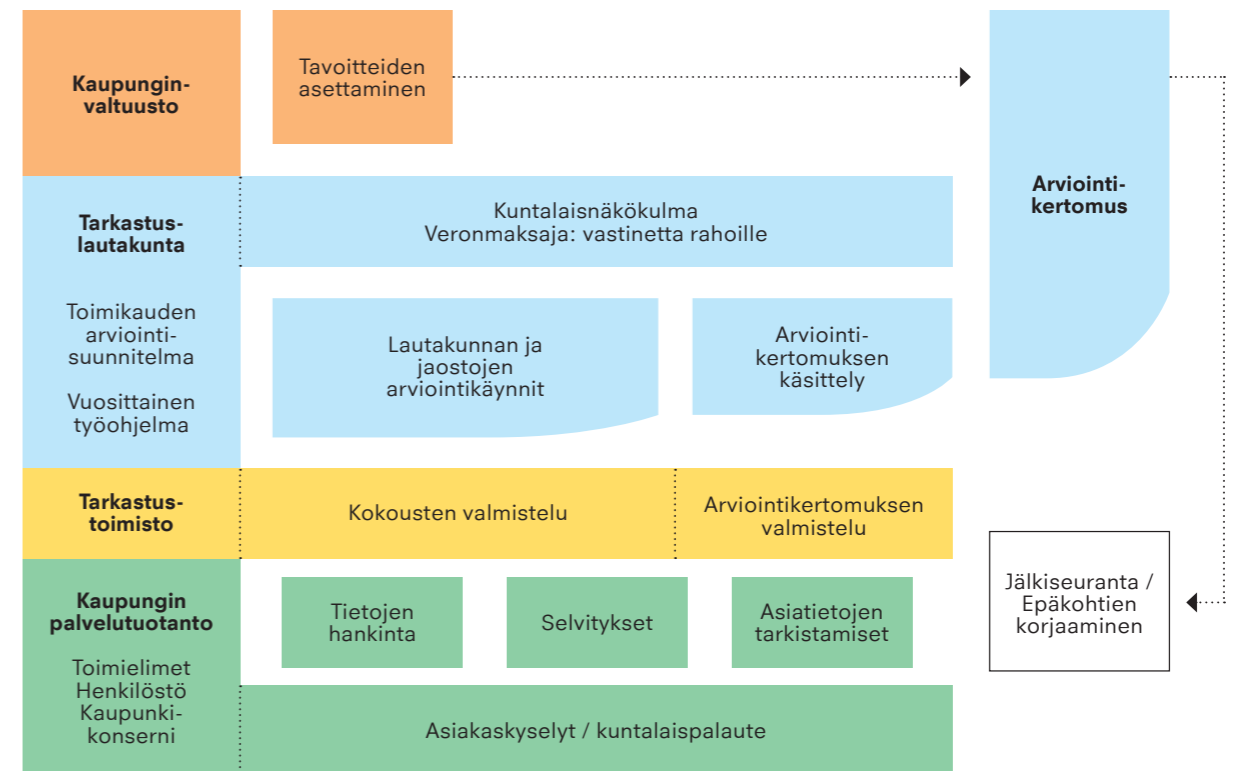 Kaupungin-
valtuusto
Tavoitteiden
asettaminen
Arviointi-
kertomus
Tarkastus-
lautakunta
Toimikauden
arviointi-
suunnitelma
Vuosittainen
työohjelma
Kuntalaisnäkökulma
Veronmaksaja: vastinetta rahoille
Lautakunnan ja
jaostojen
arviointikäynnit
Arviointi-
kertomuksen
käsittely
Tarkastus-
toimisto
Kokousten valmistelu
Arviointikertomuksen
valmistelu
Kaupungin
palvelutuotanto
Toimielimet
Henkilöstö
Kaupunki-
konserni
Tietojen
hankinta
Selvitykset
Asiatietojen
tarkistamiset
Asiakaskyselyt / kuntalaispalaute
Jälkiseuranta /
Epäkohtien
korjaaminen